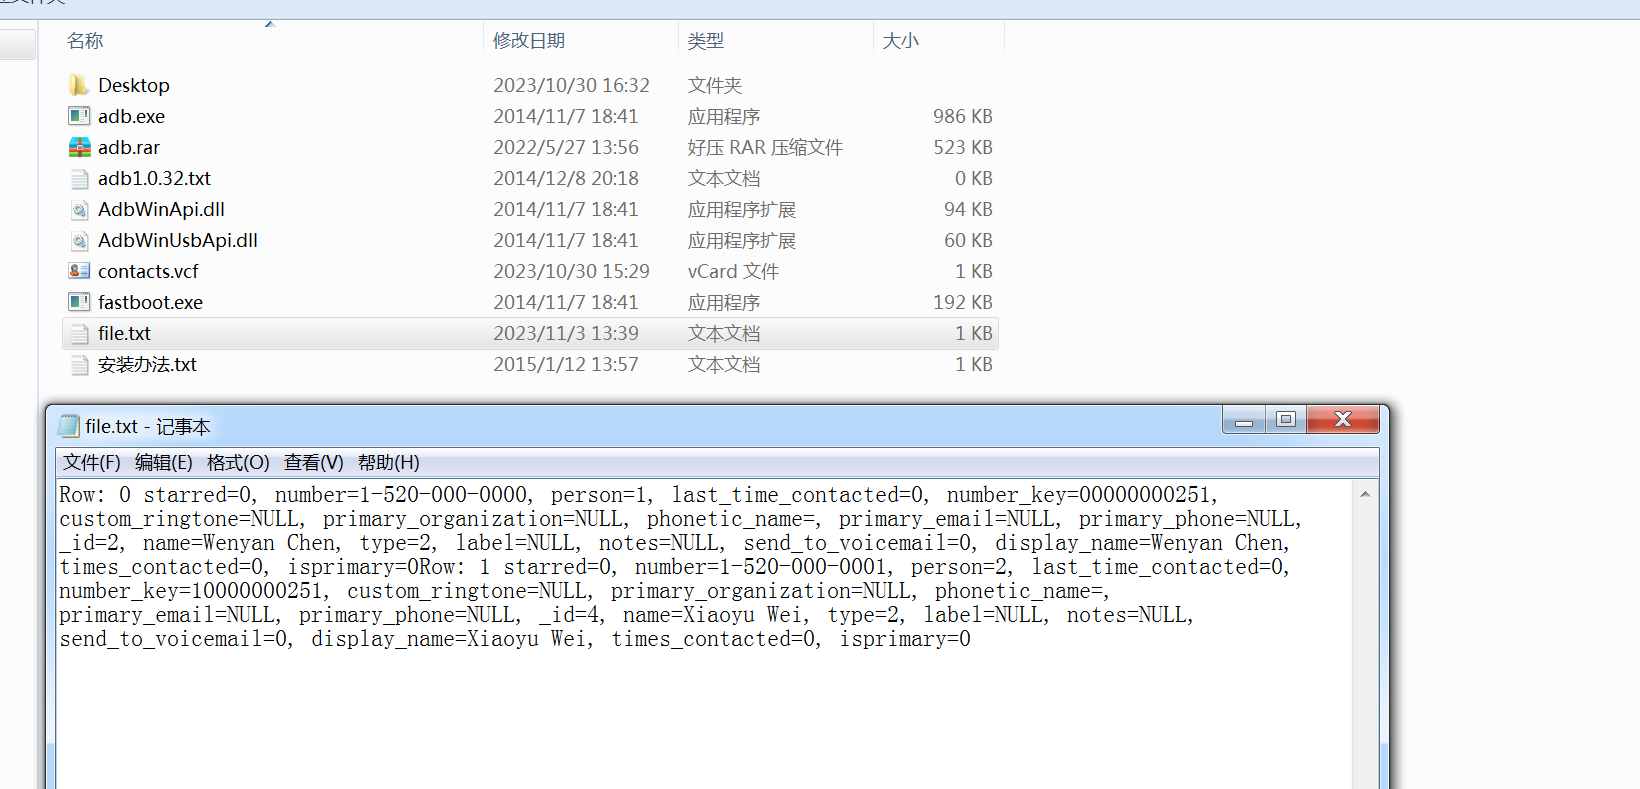 名称 修改日期 类型 大小
Desktop 2023/10/30 16:32 文件夹
adb.exe 2014/11/7 18:41 应用程序 986 KB
adb.rar 2022/5/27 13:56 好压 RAR 压缩文件 523 KB
adb1.0.32.txt 2014/12/8 20:18 文本文档 0 KB
AdbWinApi.dll 2014/11/7 18:41 应用程序扩展 94 KB
AdbWinUsbApi.dll 2014/11/7 18:41 应用程序扩展 60 KB
contacts.vcf 2023/10/30 15:29 vCard 文件 1 KB
fastboot.exe 2014/11/7 18:41 应用程序 192 KB
file.txt 2023/11/3 13:39 文本文档 1 KB
安装办法.txt 2015/1/12 13:57 文本文档 1 KB
file.txt - 记事本
文件(F) 编辑(E) 格式(O) 查看(V) 帮助(H)
Row: 0 starred=0, number=1-520-000-0000, person=1, last_time_contacted=0, number_key=00000000251,
custom_ringtone=NULL, primary_organization=NULL, phonetic_name=, primary_email=NULL, primary_phone=NULL,
_id=2, name=Wenyan Chen, type=2, label=NULL, notes=NULL, send_to_voicemail=0, display_name=Wenyan Chen,
times_contacted=0, isprimary=0Row: 1 starred=0, number=1-520-000-0001, person=2, last_time_contacted=0,
number_key=10000000251, custom_ringtone=NULL, primary_organization=NULL, phonetic_name=,
primary_email=NULL, primary_phone=NULL, _id=4, name=Xiaoyu Wei, type=2, label=NULL, notes=NULL,
send_to_voicemail=0, display_name=Xiaoyu Wei, times_contacted=0, isprimary=0